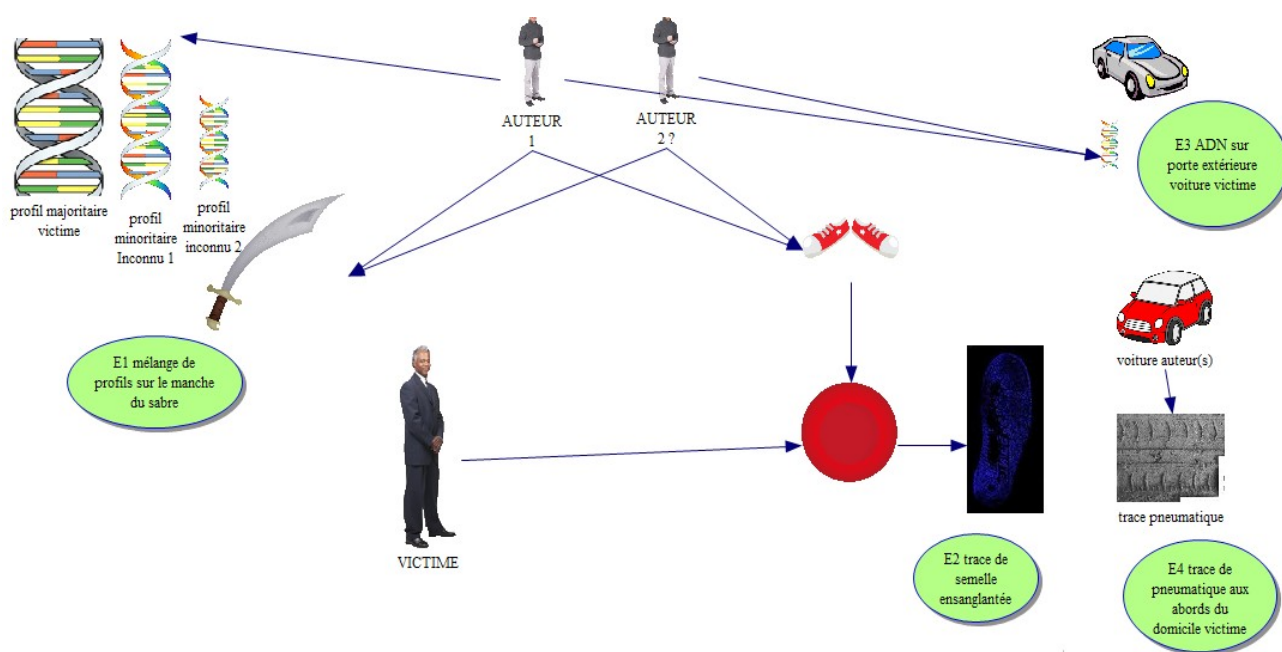 AUTEUR
1
AUTEUR
2 ?
profil majoritaire
victime
profil
minoritaire
Inconnu 1
profil
minoritaire
inconnu 2
E3 ADN sur
porte extérieure
voiture victime
E1 mélange de
profils sur le manche
du sabre
voiture auteur(s)
trace pneumatique
VICTIME
E2 trace de
semelle
ensanglantée
E4 trace de
pneumatique aux
abords du
domicile victime